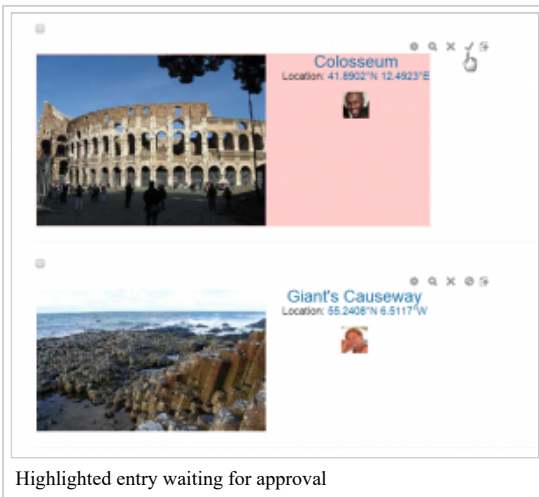 Colosseum
Location: 41.8902°N 12.4923°E
Giant's Causeway
Location: 55.2408°N 6.5117°W
Highlighted entry waiting for approval